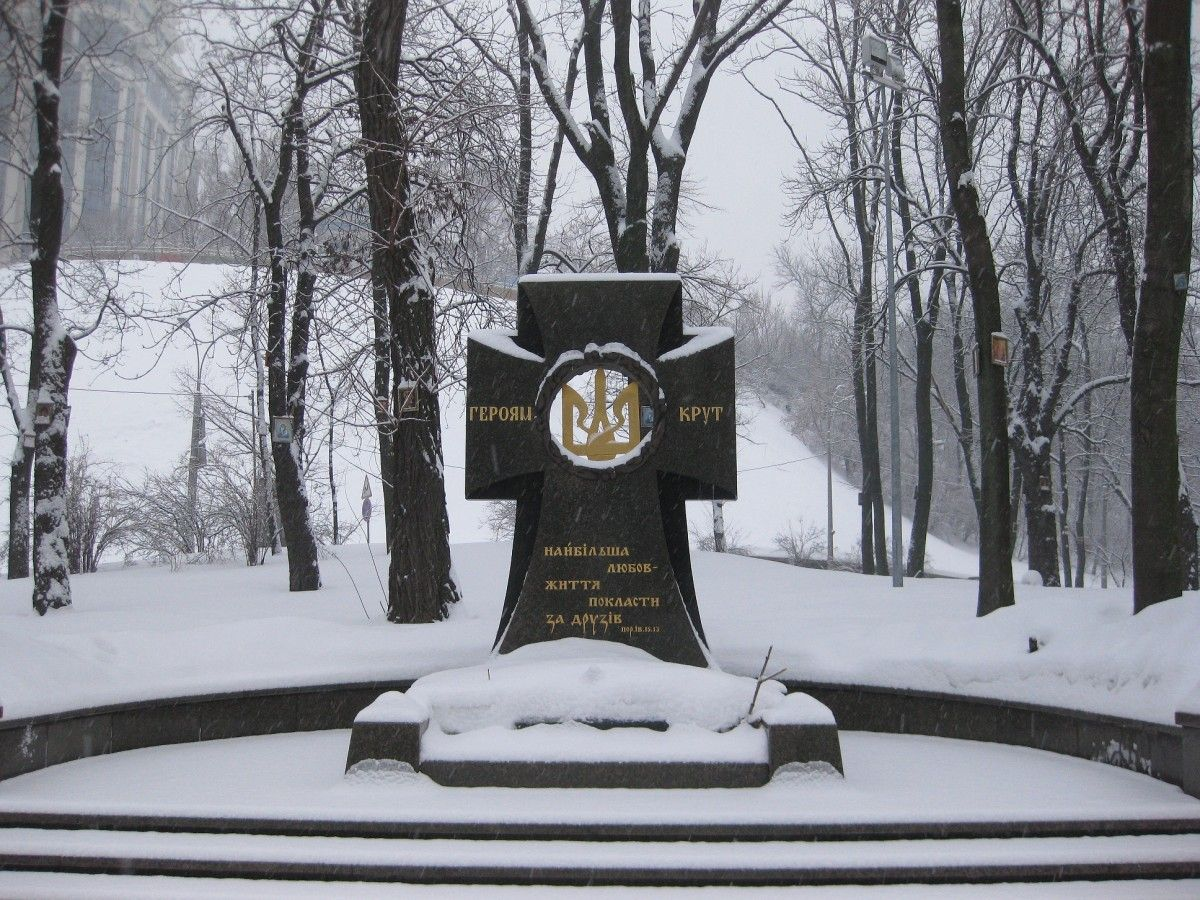 ГЕРОЯМ КРУТ
НАЙБІЛЬША
ЛЮБОВ-
ЖИТТЯ
ПОКЛАСТИ
ЗА ДРУЗІВ